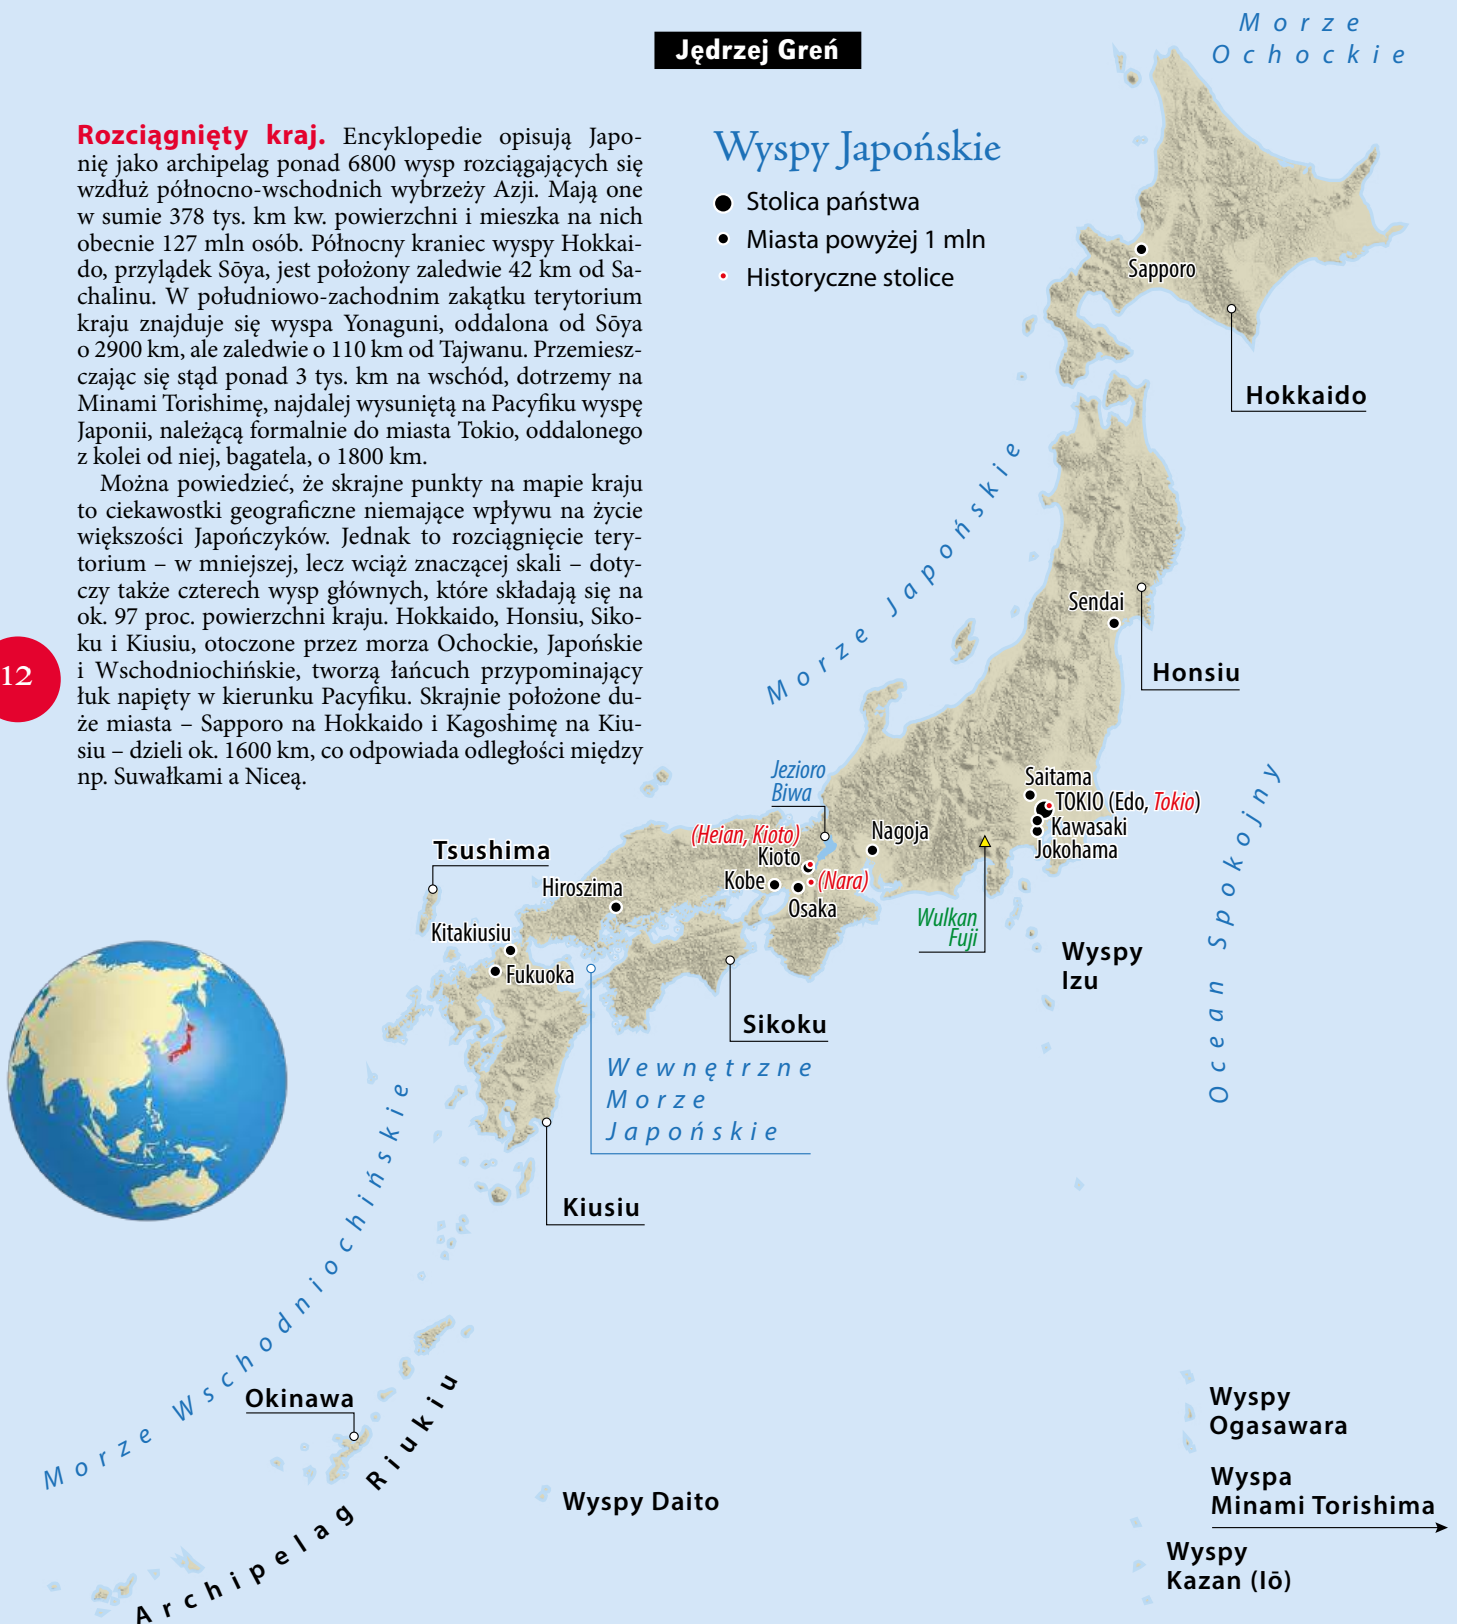 Jędrzej Greń
Rozciągnięty kraj. Encyklopedie opisują Japo-
nię jako archipelag ponad 6800 wysp rozciągających się
wzdłuż północno-wschodnich wybrzeży Azji. Mają one
w sumie 378 tys. km kw. powierzchni i mieszka na nich
obecnie 127 mln osób. Północny kraniec wyspy Hokkai-
do, przylądek Sōya, jest położony zaledwie 42 km od Sa-
chalinu. W południowo-zachodnim zakątku terytorium
kraju znajduje się wyspa Yonaguni, oddalona od Sōya
o 2900 km, ale zaledwie o 110 km od Tajwanu. Przemiesz-
czając się stąd ponad 3 tys. km na wschód, dotrzemy na
Minami Torishimę, najdalej wysuniętą na Pacyfiku wyspę
Japonii, należącą formalnie do miasta Tokio, oddalonego
z kolei od niej, bagatela, o 1800 km.
Można powiedzieć, że skrajne punkty na mapie kraju
to ciekawostki geograficzne niemające wpływu na życie
większości Japończyków. Jednak to rozciągnięcie tery-
torium – w mniejszej, lecz wciąż znaczącej skali – doty-
czy także czterech wysp głównych, które składają się na
ok. 97 proc. powierzchni kraju. Hokkaido, Honsiu, Siko-
ku i Kiusiu, otoczone przez morza Ochockie, Japońskie
i Wschodniochińskie, tworzą łańcuch przypominający
łuk napięty w kierunku Pacyfiku. Skrajnie położone du-
że miasta – Sapporo na Hokkaido i Kagoshimę na Kiu-
siu – dzieli ok. 1600 km, co odpowiada odległości między
np. Suwałkami a Niceą.
12
Wyspy Japońskie
Stolica państwa
Miasta powyżej 1 mln
Historyczne stolice
Morze
Ochockie
Sapporo
Hokkaido
Morze Japońskie
Sendai
Honsiu
Jezioro
Biwa
Saitama
TOKIO (Edo, Tokio)
Kawasaki
Jokohama
Ocean Spokojny
(Heian, Kioto)
Kioto
Nagoja
Kobe
(Nara)
Osaka
Tsushima
Hiroszima
Kitakiusiu
Fukuoka
Wulkan
Fuji
Wyspy
Izu
Sikoku
Wewnętrzne
Morze
Japońskie
Kiusiu
Morze Wschodniochińskie
Okinawa
Archipelag Riukiu
Wyspy Daito
Wyspy
Ogasawara
Wyspa
Minami Torishima
Wyspy
Kazan (Iō)